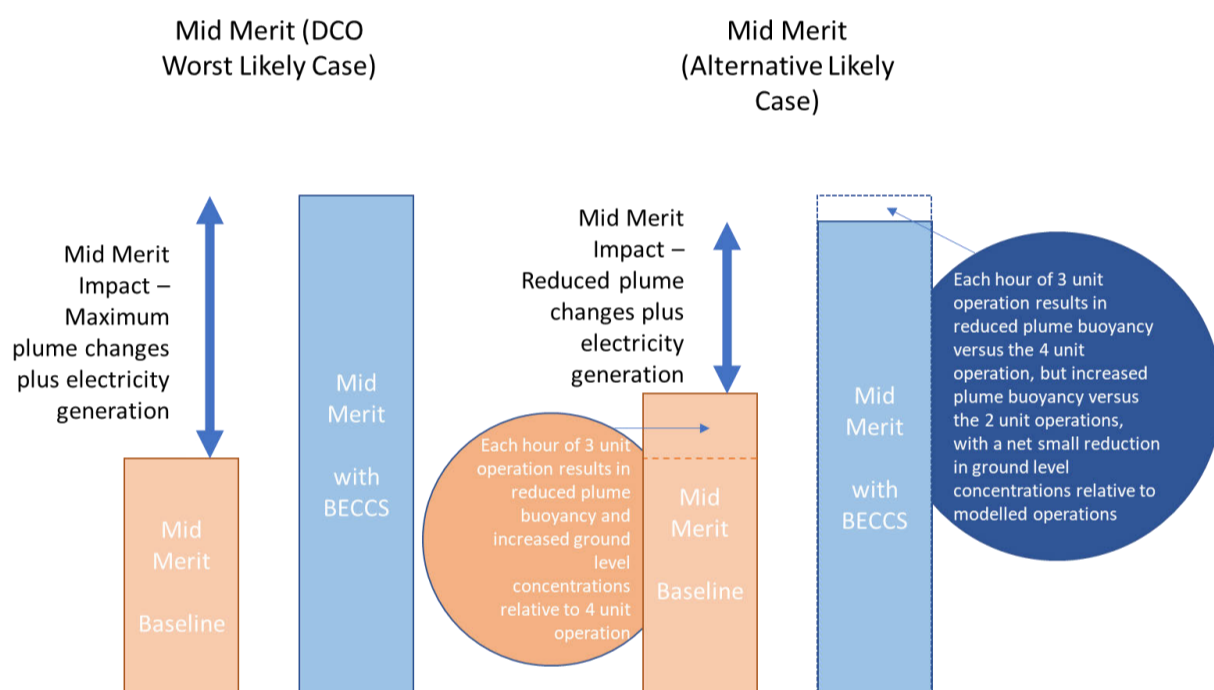 Mid Merit (DCO
Worst Likely Case)
Mid Merit
(Alternative Likely
Case)
Mid Merit
Impact –
Maximum
plume changes
plus electricity
generation
Mid
Merit
Baseline
Mid
Merit
with
BECCS
Mid Merit
Impact –
Reduced plume
changes plus
electricity
generation
Each hour of 3 unit
operation results in
reduced plume
buoyancy and
increased ground
level
concentrations
relative to 4 unit
operation
Mid
Merit
Baseline
Mid
Merit
with
BECCS
Each hour of 3 unit
operation results in
reduced plume buoyancy
versus the 4 unit
operation, but increased
plume buoyancy versus
the 2 unit operations,
with a net small reduction
in ground level
concentrations relative to
modelled operations